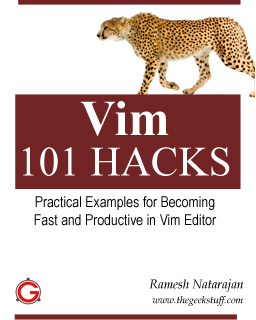 Vim
101 HACKS
Practical Examples for Becoming
Fast and Productive in Vim Editor
Ramesh Natarajan
G
www.thegeekstuff.com